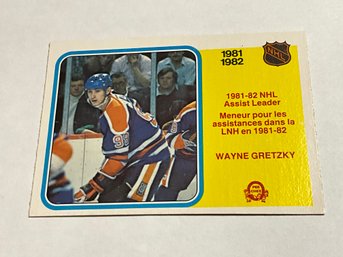 1981
1982
NHL
1981-82 NHL
Assist Leader
Meneur pour les
assistances dans la
LNH en 1981-82
WAYNE GRETZKY
99